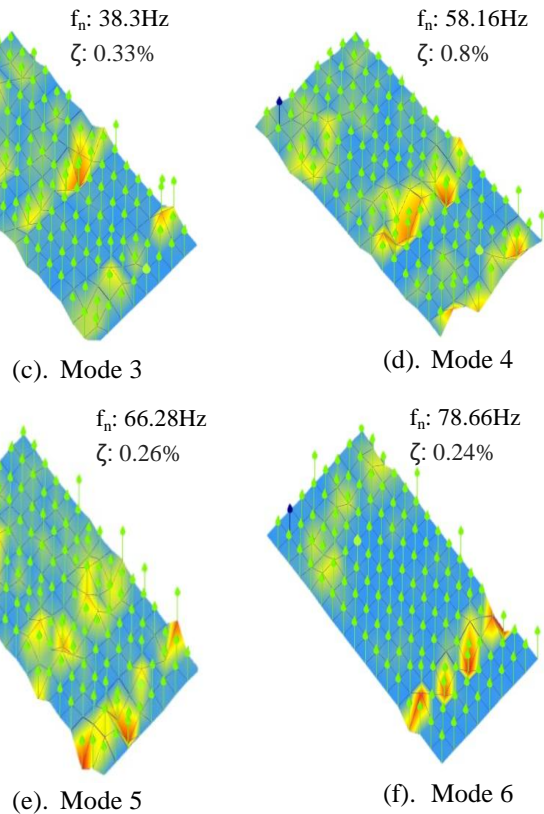 fₙ: 38.3Hz
ζ: 0.33%
(c). Mode 3
fₙ: 58.16Hz
ζ: 0.8%
(d). Mode 4
fₙ: 66.28Hz
ζ: 0.26%
(e). Mode 5
fₙ: 78.66Hz
ζ: 0.24%
(f). Mode 6